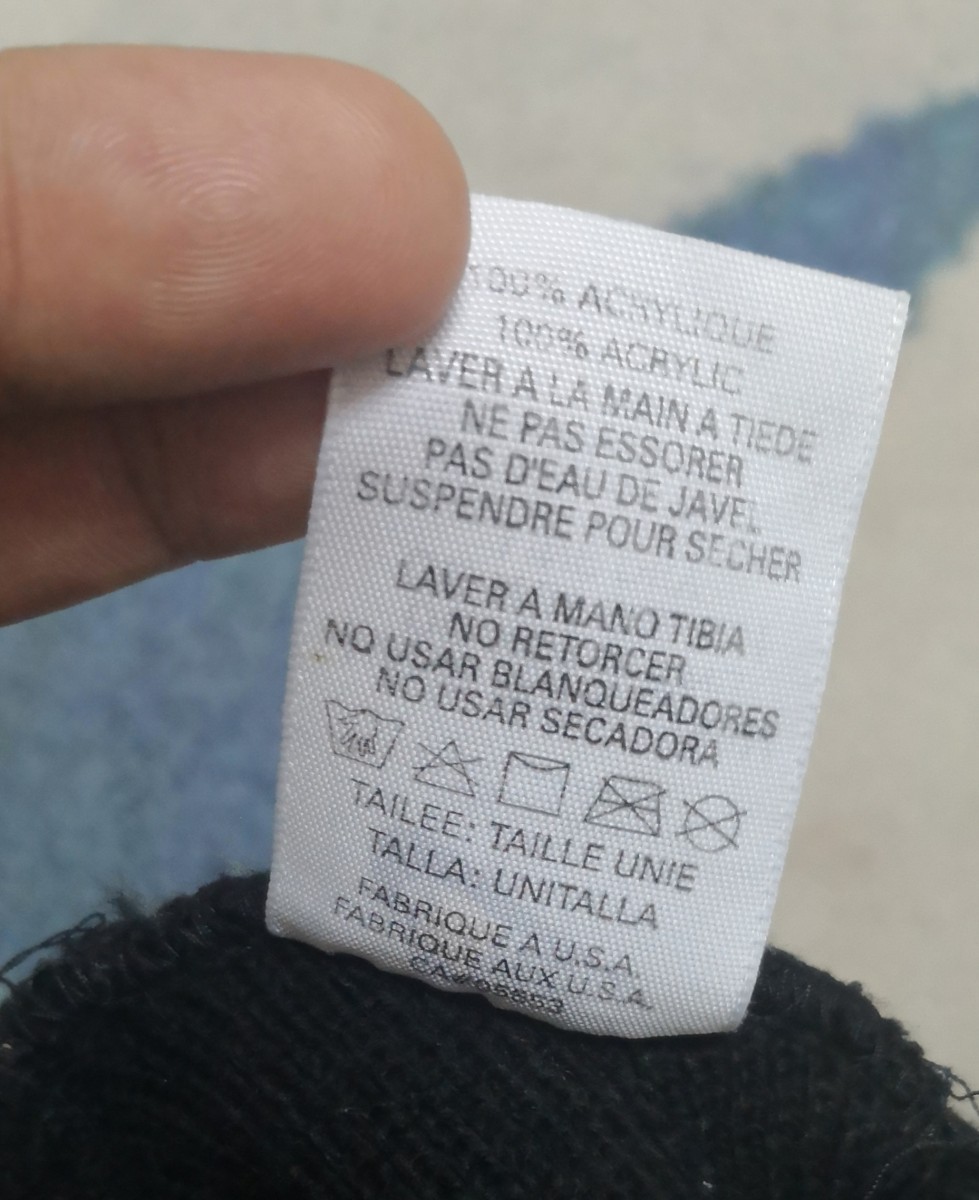 100% ACRYLIQUE
100% ACRYLIC
LAVER A LA MAIN A TIEDE
NE PAS ESSORER
PAS D'EAU DE JAVEL
SUSPENDRE POUR SECHER
LAVER A MANO TIBIA
NO RETORCER
NO USAR BLANQUEADORES
NO USAR SECADORA
TAILEE: TAILLE UNIE
TALLA: UNITALLA
FABRIQUE A U.S.A.
FABRIQUE AUX U.S.A.